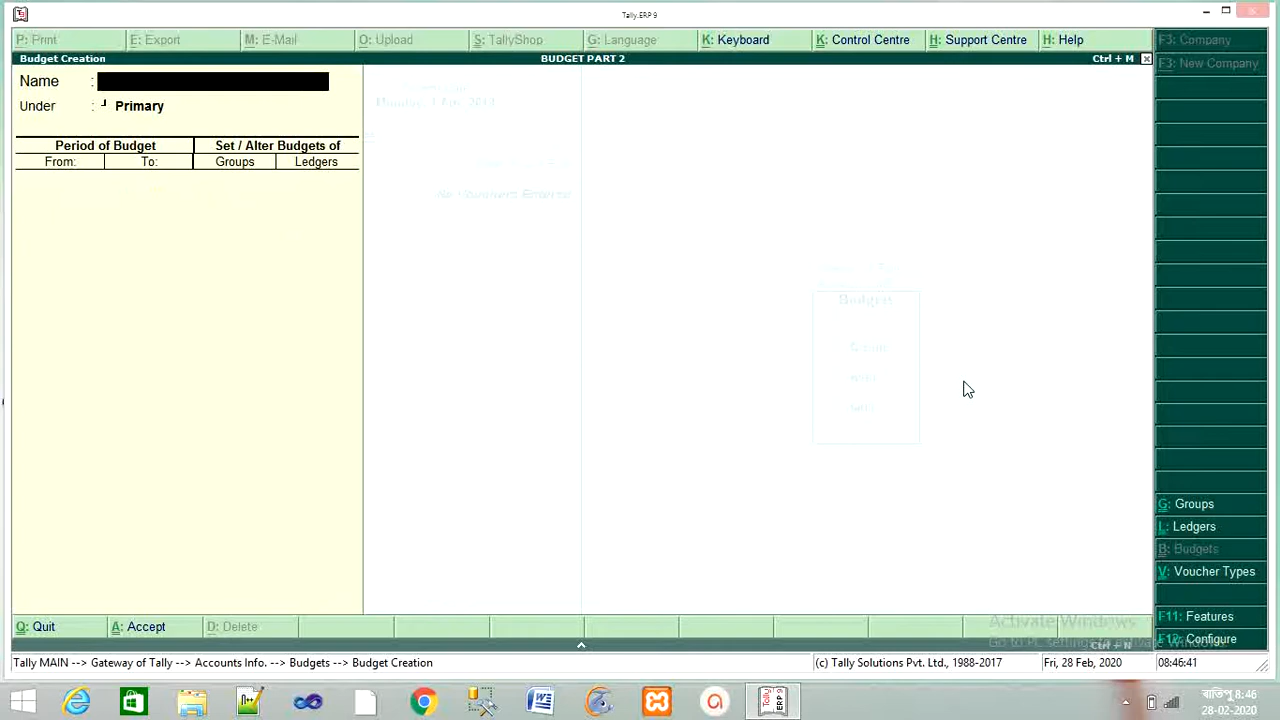 Tally.ERP 9
P: Print E: Export M: E-Mail O: Upload S: TallyShop G: Language K: Keyboard K: Control Centre H: Support Centre H: Help
F3: Company
Budget Creation BUDGET PART 2 Ctrl + M
F3: New Company
Name :
Under : Primary
Period of Budget Set / Alter Budgets of
From: To: Groups Ledgers
Budgets
G: Groups
L: Ledgers
B: Budgets
V: Voucher Types
F11: Features
F12: Configure
Activate Windows
Q: Quit A: Accept D: Delete
Ctrl + N
Tally MAIN --> Gateway of Tally --> Accounts Info. --> Budgets --> Budget Creation (c) Tally Solutions Pvt. Ltd., 1988-2017 Fri, 28 Feb, 2020 08:46:41
8:46
28-02-2020